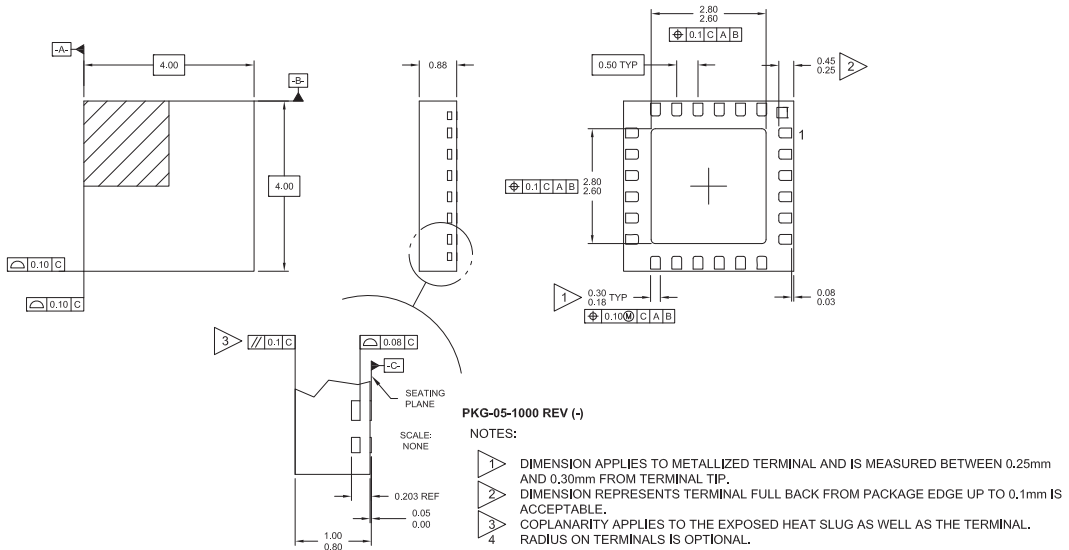 2.80
2.60
⌖ 0.1 C A B
-A-
4.00
0.88
0.50 TYP
0.45
0.25
2
-B-
1
4.00
⌖ 0.1 C A B
2.80
2.60
⌓ 0.10 C
⌓ 0.10 C
1
0.30
0.18
TYP
0.08
0.03
⌖ 0.10Ⓜ C A B
3
// 0.1 C
⌓ 0.08 C
-C-
SEATING
PLANE
SCALE:
NONE
0.203 REF
0.05
0.00
1.00
0.80
PKG-05-1000 REV (-)
NOTES:
1 DIMENSION APPLIES TO METALLIZED TERMINAL AND IS MEASURED BETWEEN 0.25mm
AND 0.30mm FROM TERMINAL TIP.
2 DIMENSION REPRESENTS TERMINAL FULL BACK FROM PACKAGE EDGE UP TO 0.1mm IS
ACCEPTABLE.
3 COPLANARITY APPLIES TO THE EXPOSED HEAT SLUG AS WELL AS THE TERMINAL.
4 RADIUS ON TERMINALS IS OPTIONAL.